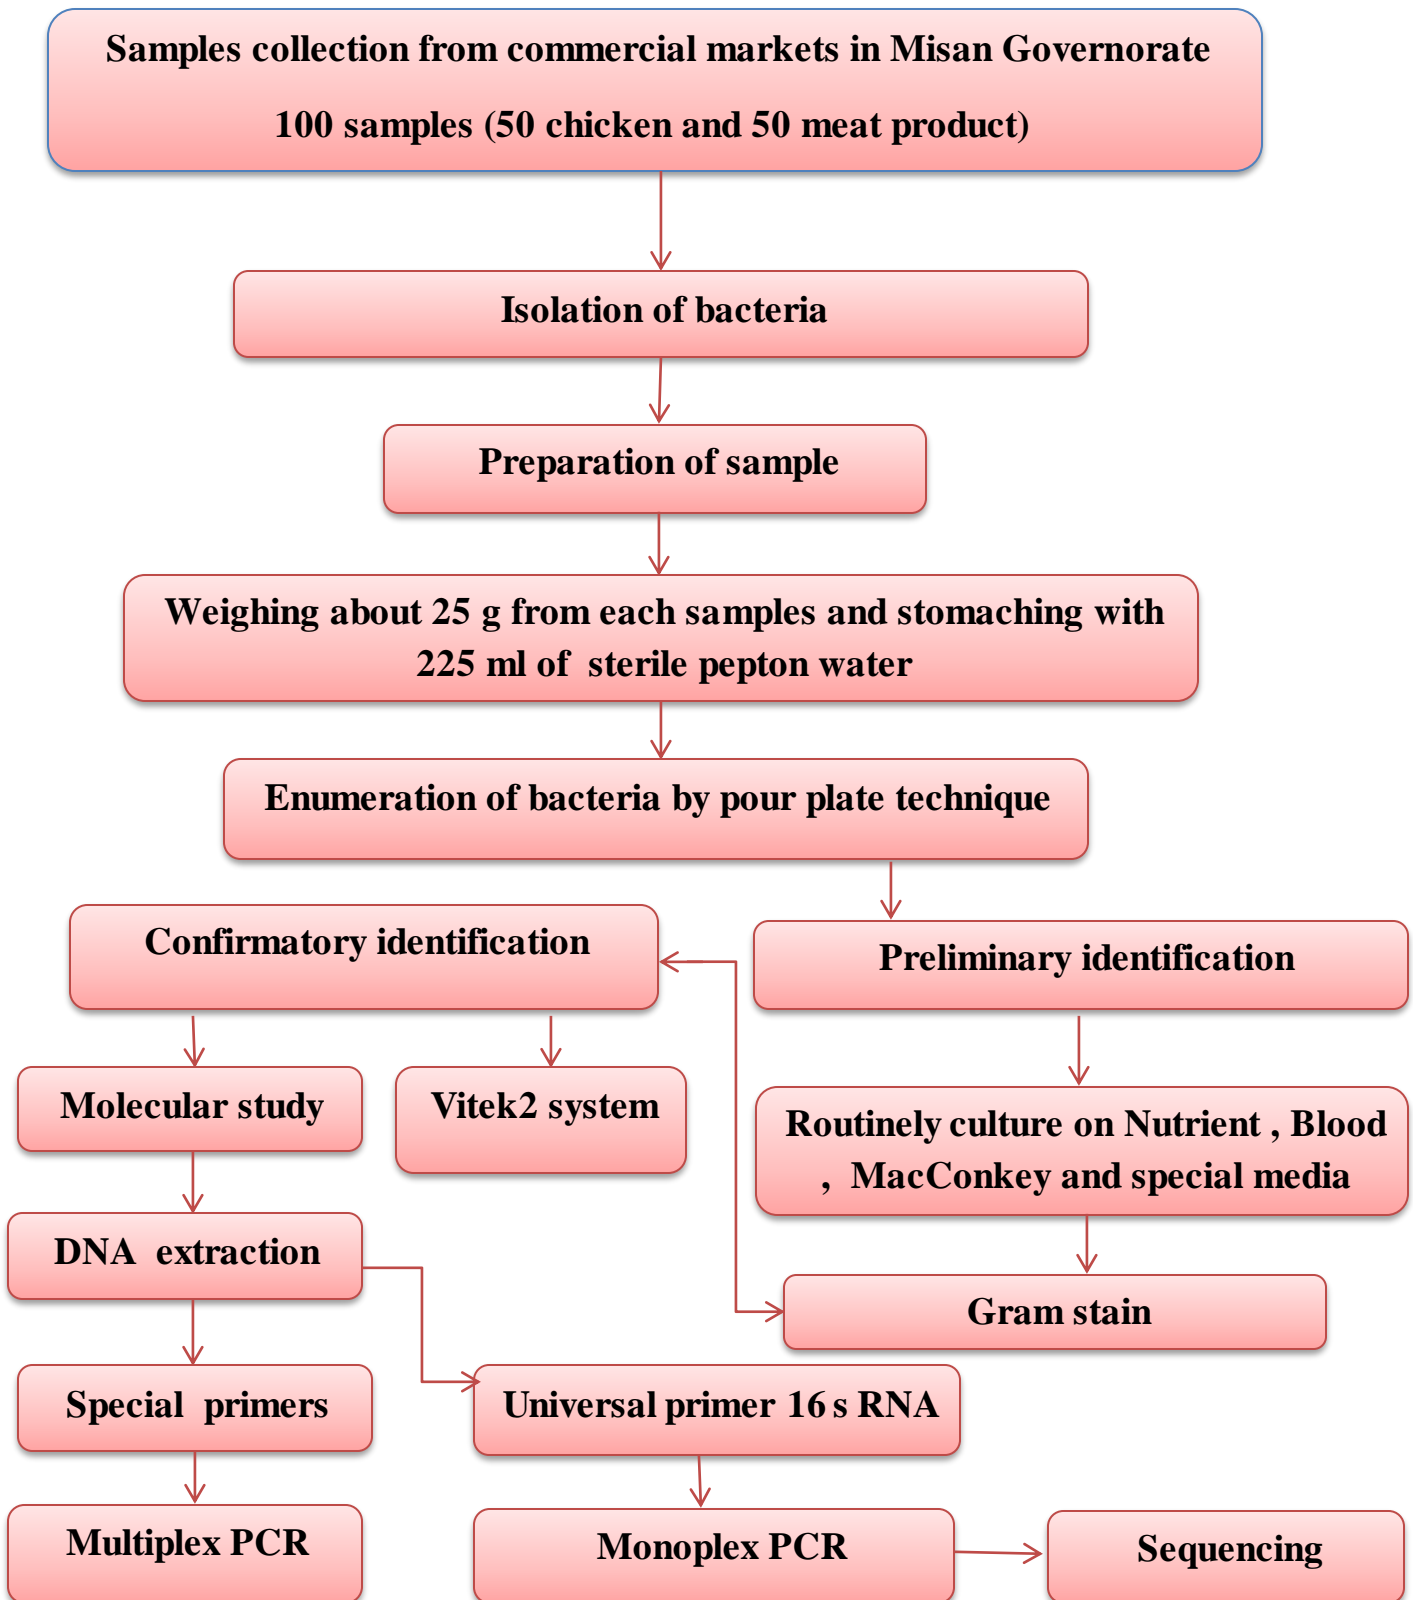 Samples collection from commercial markets in Misan Governorate
100 samples (50 chicken and 50 meat product)
Isolation of bacteria
Preparation of sample
Weighing about 25 g from each samples and stomaching with
225 ml of sterile pepton water
Enumeration of bacteria by pour plate technique
Confirmatory identification
Preliminary identification
Molecular study
Vitek2 system
Routinely culture on Nutrient , Blood
, MacConkey and special media
DNA extraction
Gram stain
Special primers
Universal primer 16 s RNA
Multiplex PCR
Monoplex PCR
Sequencing